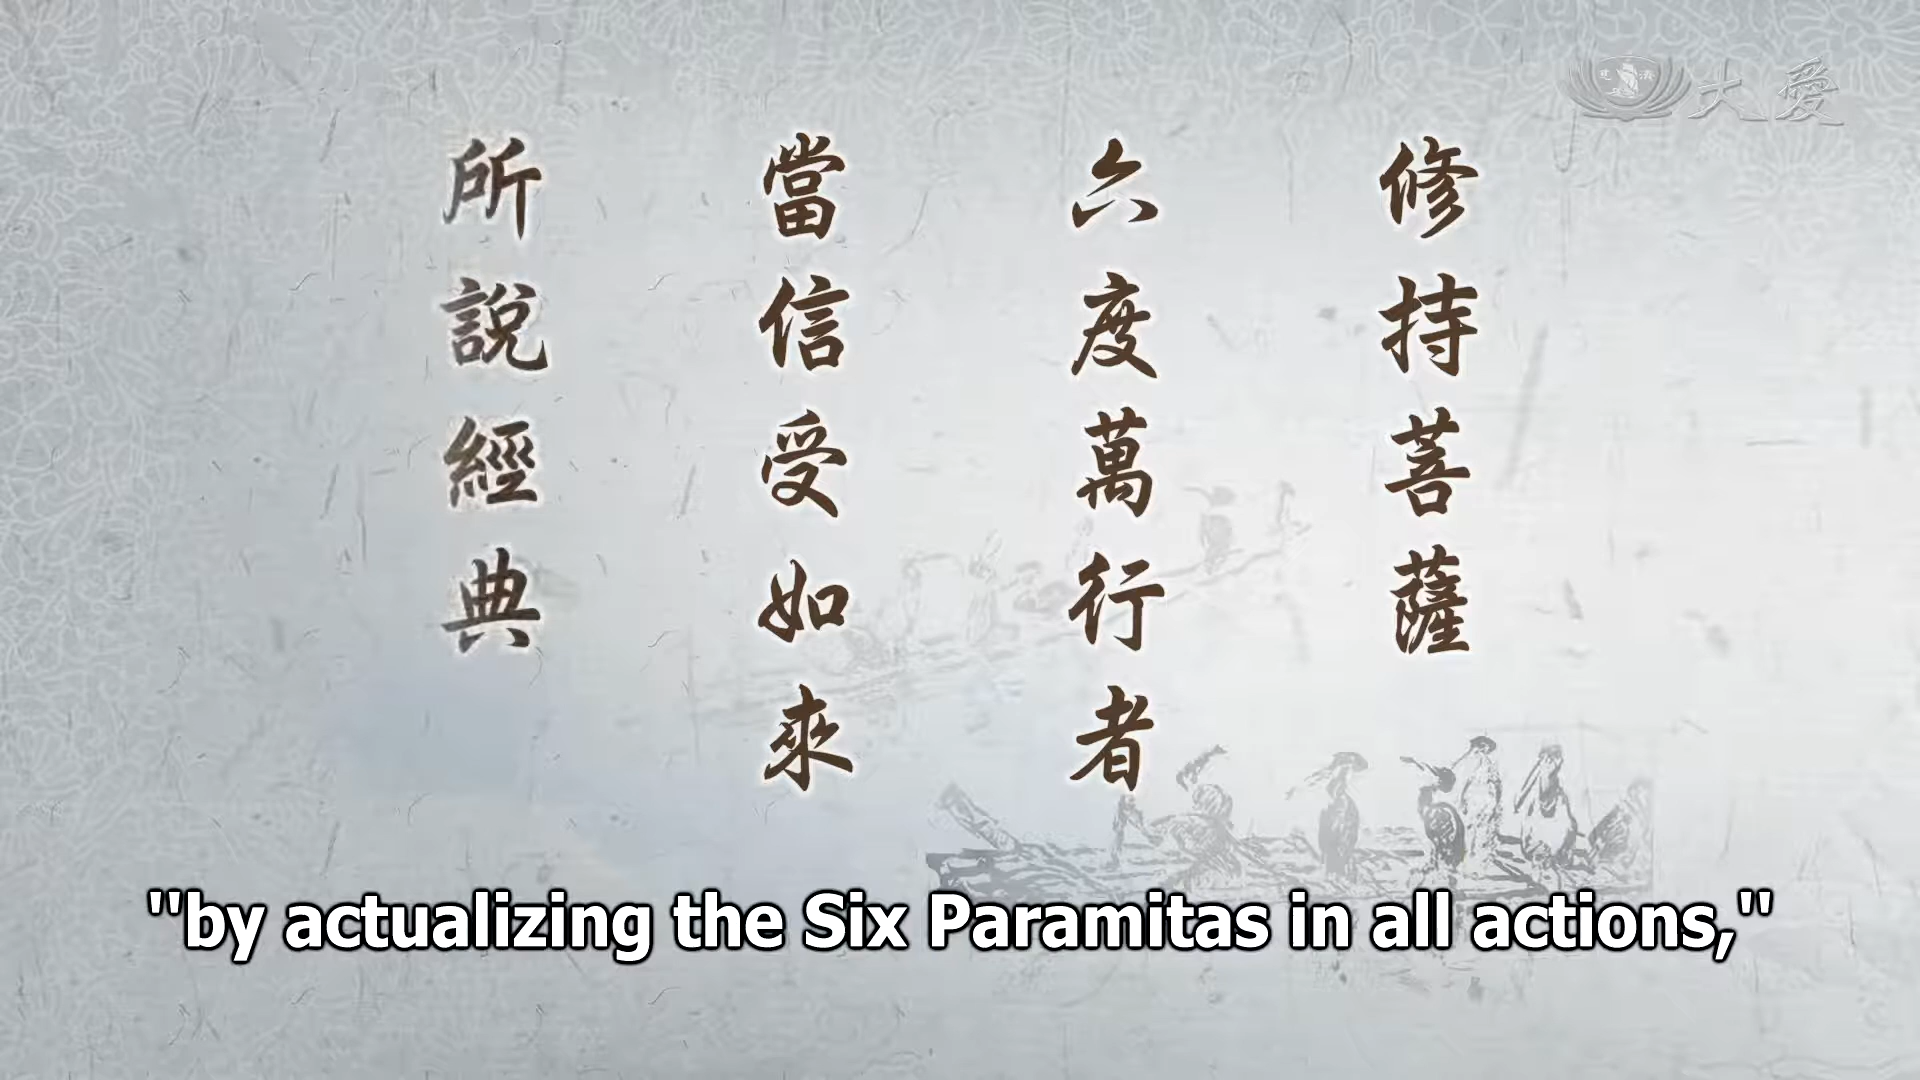 大愛
修持菩薩
六度萬行者
當信受如來
所說經典
"by actualizing the Six Paramitas in all actions,"